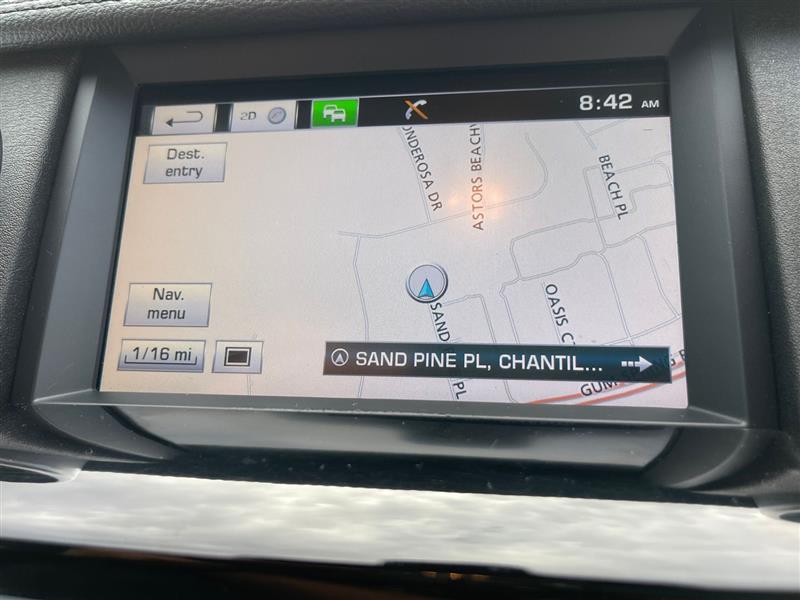 2D
8:42 AM
Dest.
entry
ONDEROSA DR
ASTORS BEACH
BEACH PL
Nav.
menu
SAND
PL
OASIS C
1/16 mi
SAND PINE PL, CHANTIL...
GUM